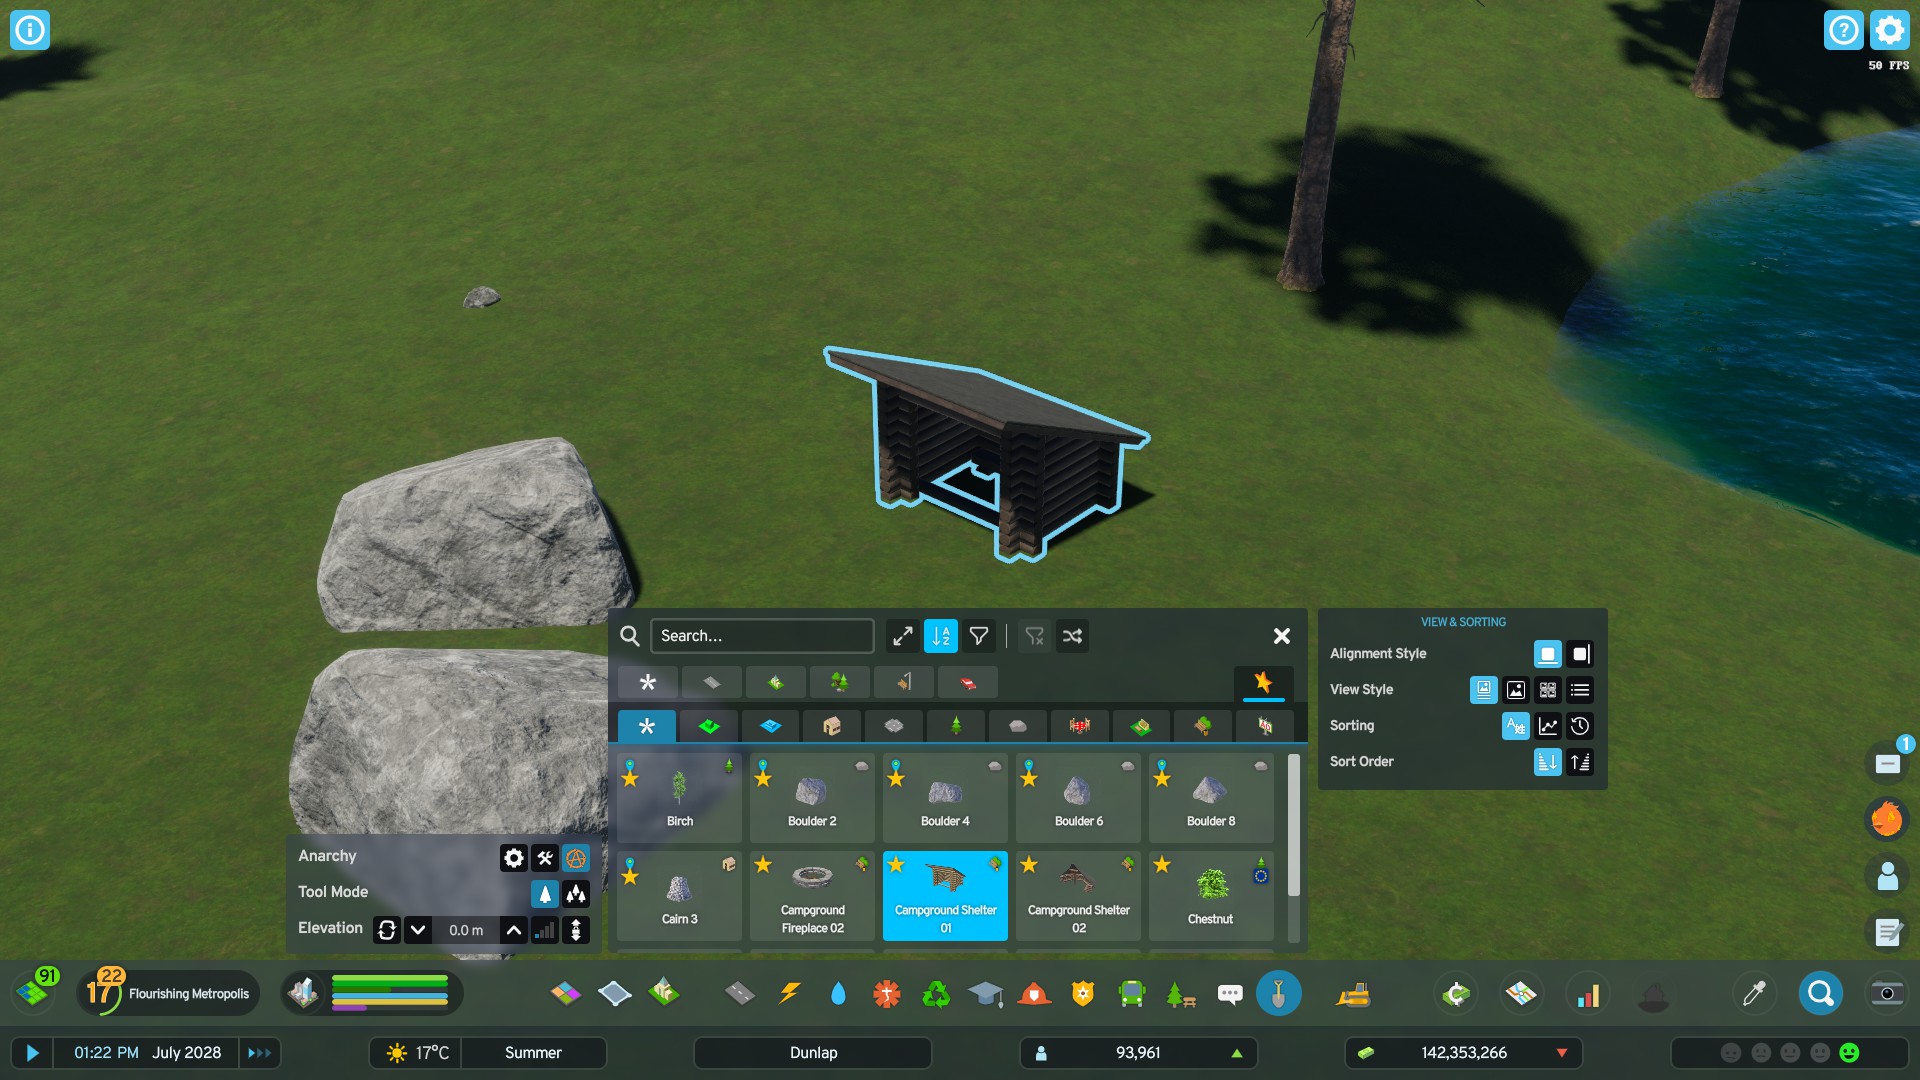 50 FPS
Search...
VIEW & SORTING
Alignment Style
View Style
Sorting
Sort Order
1
Birch
Boulder 2
Boulder 4
Boulder 6
Boulder 8
Cairn 3
Campground
Fireplace 02
Campground Shelter
01
Campground Shelter
02
Chestnut
Anarchy
Tool Mode
Elevation
0.0 m
91
22
17
Flourishing Metropolis
01:22 PM
July 2028
17°C
Summer
Dunlap
93,961
142,353,266